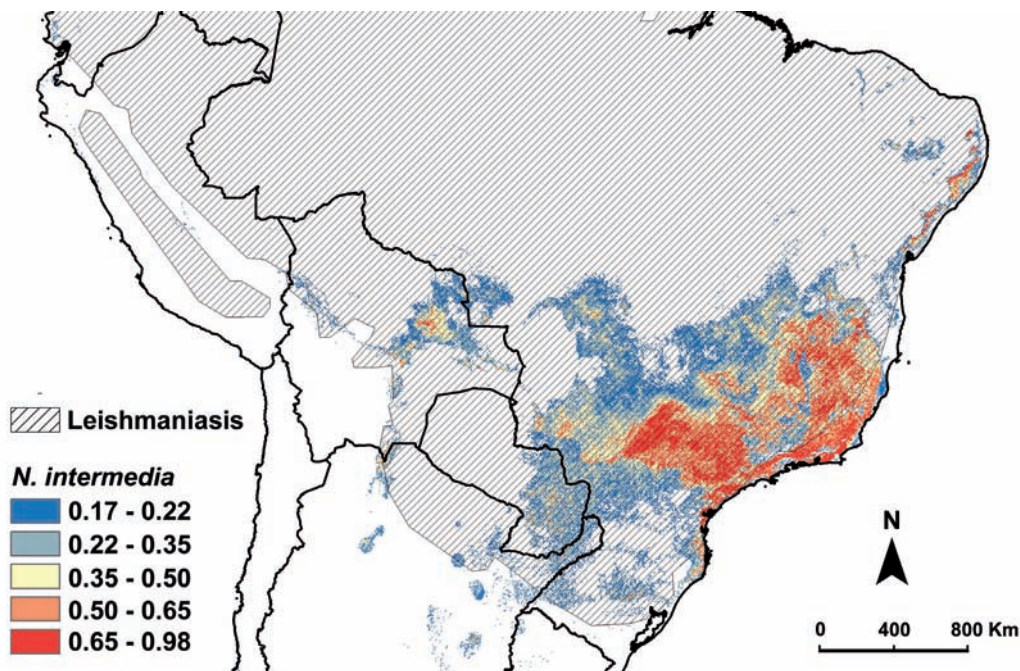 Leishmaniasis
N. intermedia
0.17 - 0.22
0.22 - 0.35
0.35 - 0.50
0.50 - 0.65
0.65 - 0.98
N
0 400 800 Km